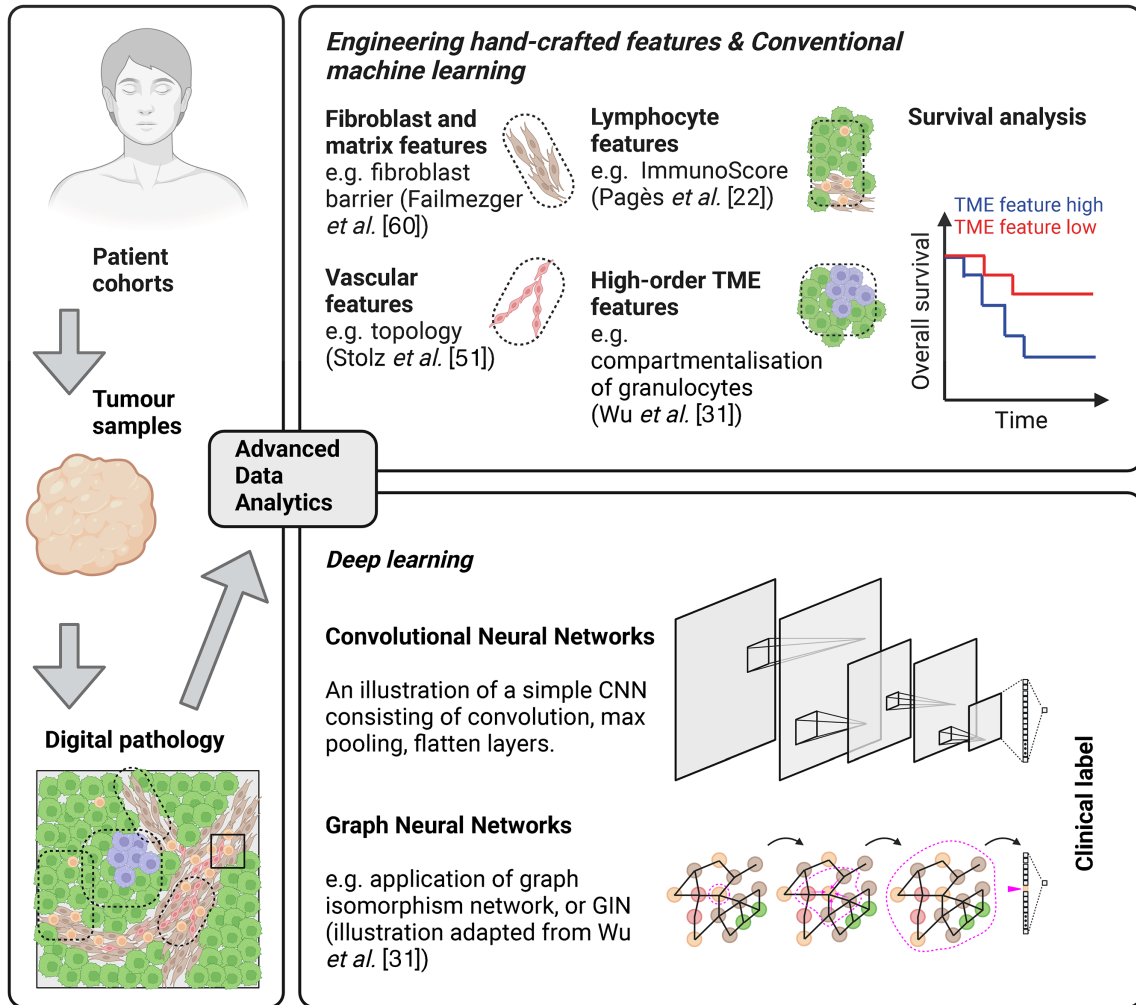 Patient
cohorts
Tumour
samples
Digital pathology
Advanced
Data
Analytics
Engineering hand-crafted features & Conventional
machine learning
Fibroblast and
matrix features
e.g. fibroblast
barrier (Failmezger
et al. [60])
Vascular
features
e.g. topology
(Stolz et al. [51])
Lymphocyte
features
e.g. ImmunoScore
(Pagès et al. [22])
High-order TME
features
e.g.
compartmentalisation
of granulocytes
(Wu et al. [31])
Survival analysis
TME feature high
TME feature low
Overall survival
Time
Deep learning
Convolutional Neural Networks
An illustration of a simple CNN
consisting of convolution, max
pooling, flatten layers.
Graph Neural Networks
e.g. application of graph
isomorphism network, or GIN
(illustration adapted from Wu
et al. [31])
Clinical label